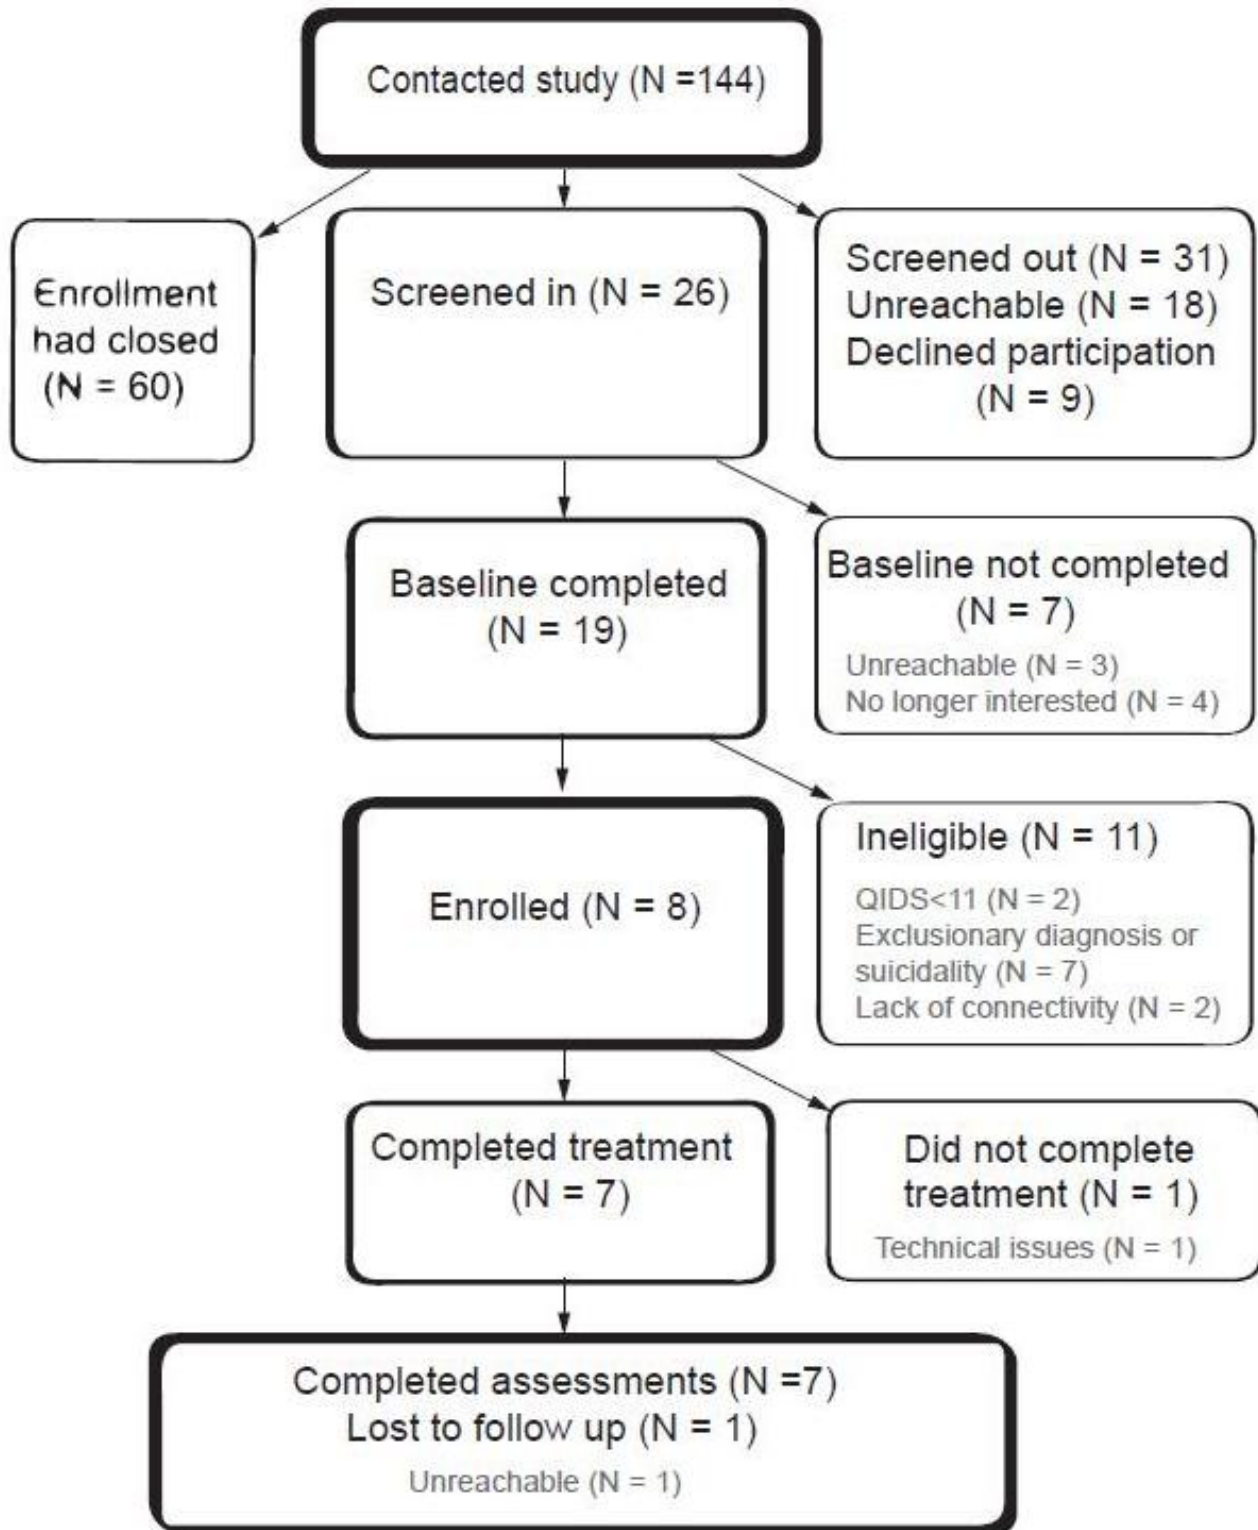 Contacted study (N =144)
Enrollment
had closed
(N = 60)
Screened in (N = 26)
Screened out (N = 31)
Unreachable (N = 18)
Declined participation
(N = 9)
Baseline completed
(N = 19)
Baseline not completed
(N = 7)
Unreachable (N = 3)
No longer interested (N = 4)
Enrolled (N = 8)
Ineligible (N = 11)
QIDS<11 (N = 2)
Exclusionary diagnosis or
suicidality (N = 7)
Lack of connectivity (N = 2)
Completed treatment
(N = 7)
Did not complete
treatment (N = 1)
Technical issues (N = 1)
Completed assessments (N =7)
Lost to follow up (N = 1)
Unreachable (N = 1)